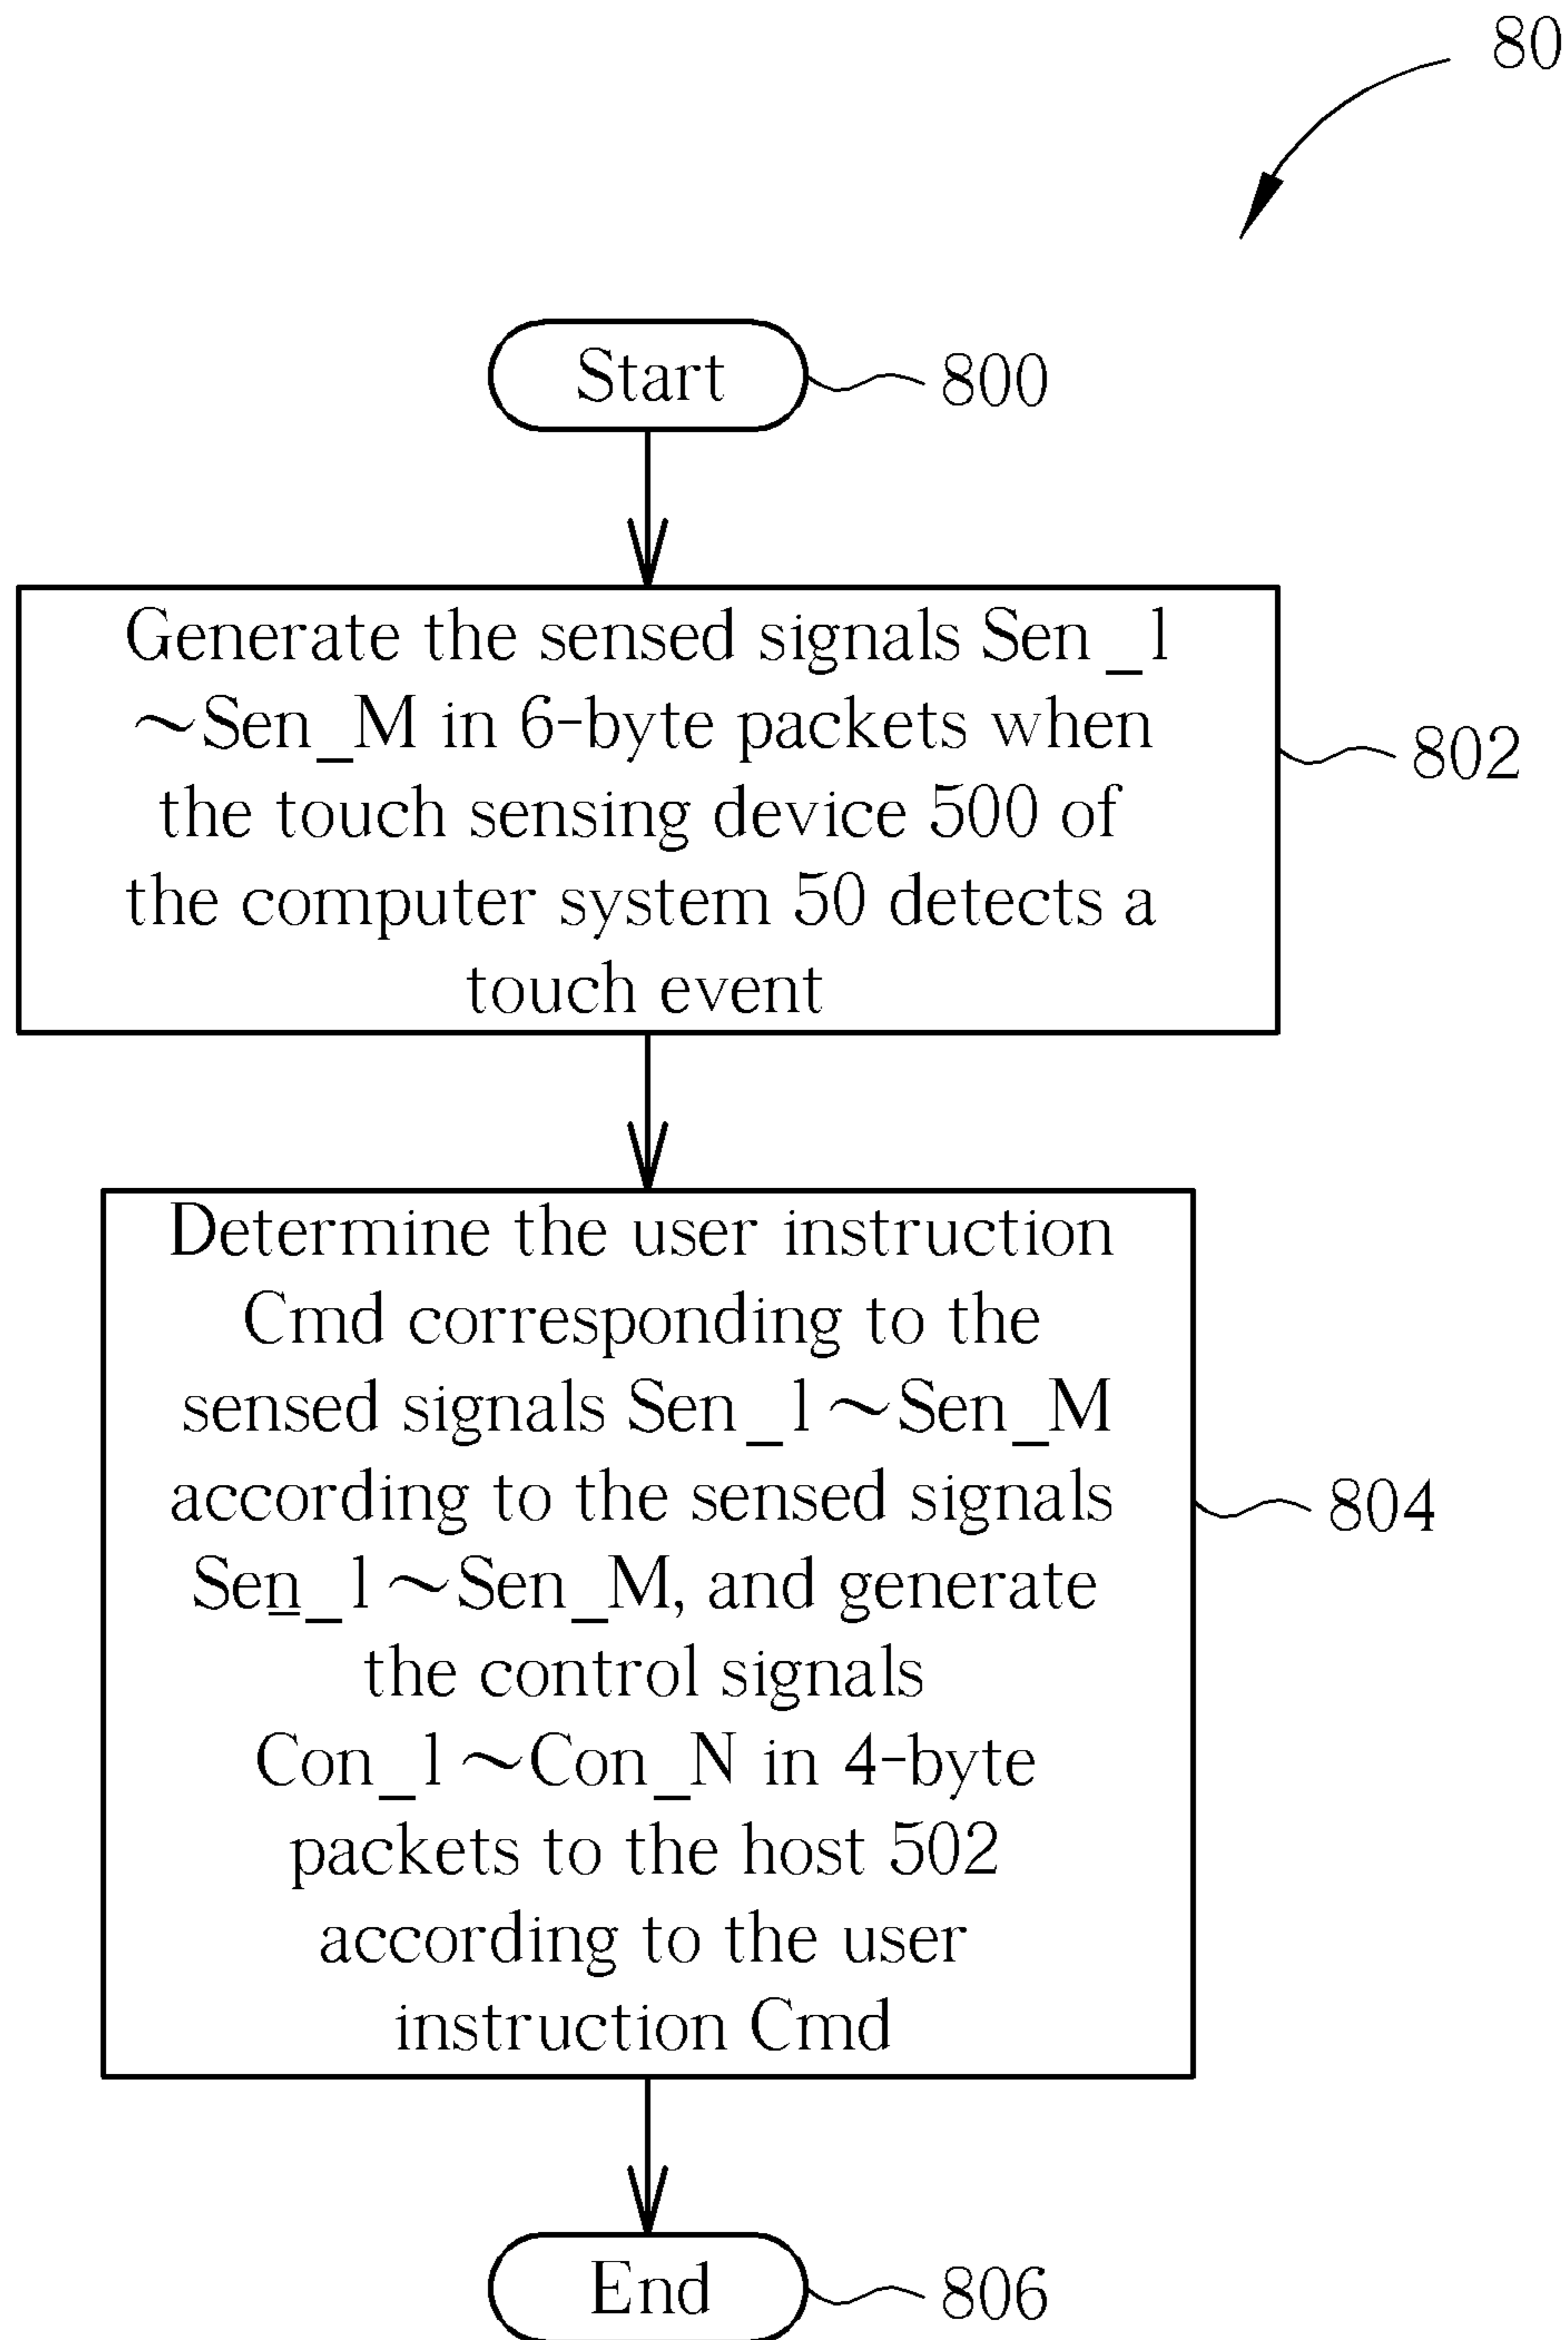 80
Start
800
Generate the sensed signals Sen_1
~Sen_M in 6-byte packets when
the touch sensing device 500 of
the computer system 50 detects a
touch event
802
Determine the user instruction
Cmd corresponding to the
sensed signals Sen_1~Sen_M
according to the sensed signals
Sen_1~Sen_M, and generate
the control signals
Con_1~Con_N in 4-byte
packets to the host 502
according to the user
instruction Cmd
804
End
806